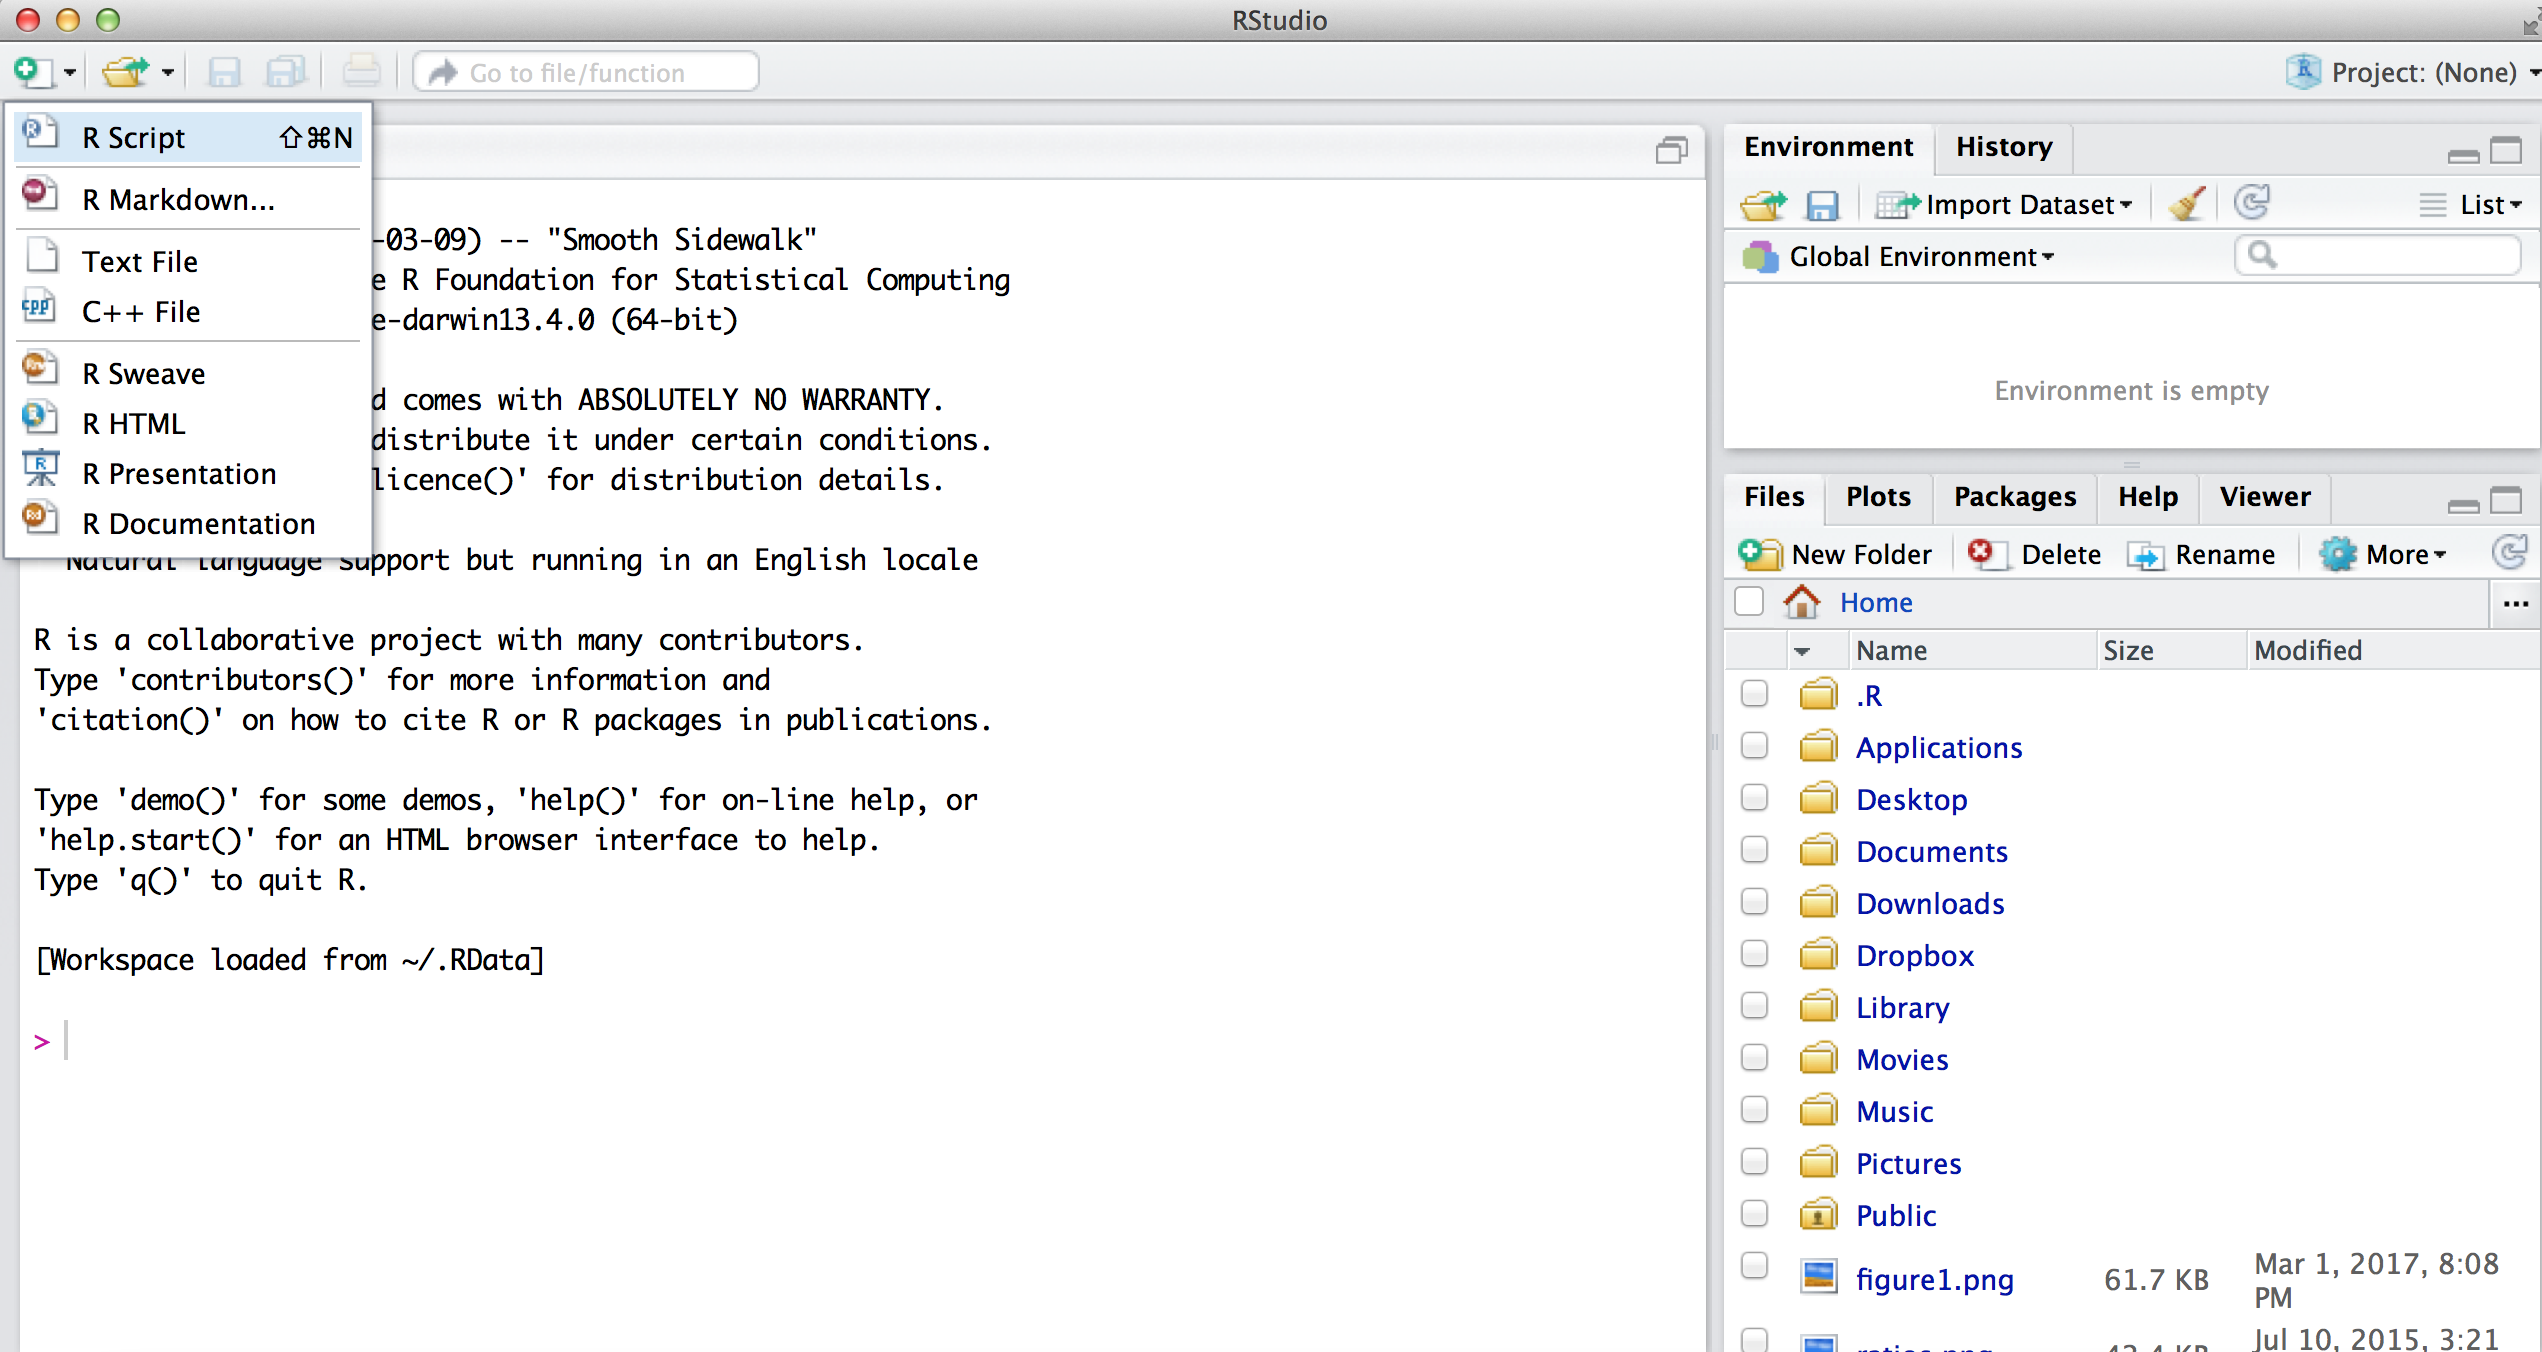 RStudio
Go to file/function
Project: (None)
R Script ⇧⌘N
R Markdown...
Text File
C++ File
R Sweave
R HTML
R Presentation
R Documentation
-03-09) -- "Smooth Sidewalk"
e R Foundation for Statistical Computing
e-darwin13.4.0 (64-bit)
d comes with ABSOLUTELY NO WARRANTY.
distribute it under certain conditions.
licence()' for distribution details.
Natural language support but running in an English locale
R is a collaborative project with many contributors.
Type 'contributors()' for more information and
'citation()' on how to cite R or R packages in publications.
Type 'demo()' for some demos, 'help()' for on-line help, or
'help.start()' for an HTML browser interface to help.
Type 'q()' to quit R.
[Workspace loaded from ~/.RData]
>
Environment History
Import Dataset List
Global Environment
Environment is empty
Files Plots Packages Help Viewer
New Folder Delete Rename More
Home ...
Name Size Modified
.R
Applications
Desktop
Documents
Downloads
Dropbox
Library
Movies
Music
Pictures
Public
figure1.png 61.7 KB Mar 1, 2017, 8:08
PM
Jul 10, 2015, 3:21